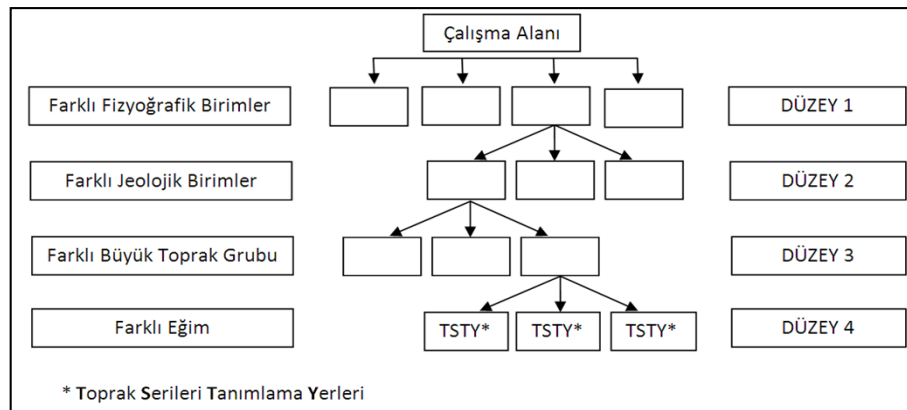 Çalışma Alanı
Farklı Fizyoğrafik Birimler
DÜZEY 1
Farklı Jeolojik Birimler
DÜZEY 2
Farklı Büyük Toprak Grubu
DÜZEY 3
Farklı Eğim
TSTY* TSTY* TSTY*
DÜZEY 4
* Toprak Serileri Tanımlama Yerleri